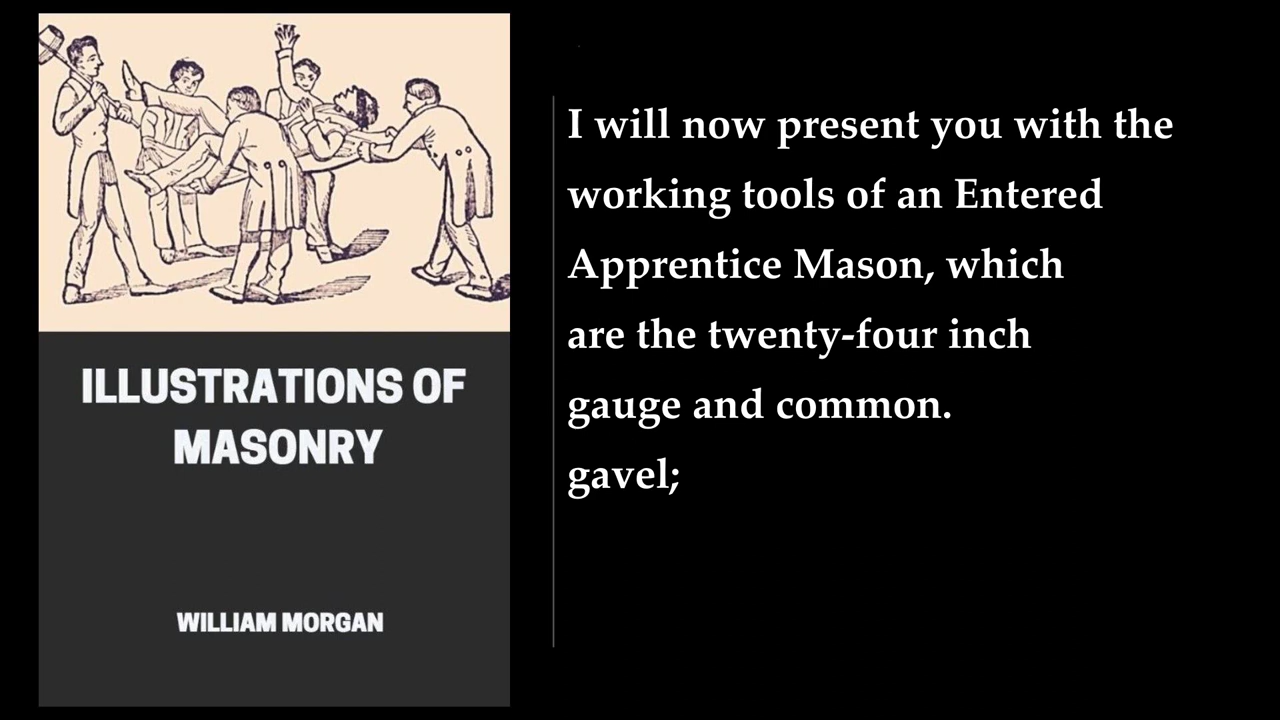 ILLUSTRATIONS OF
MASONRY
WILLIAM MORGAN
I will now present you with the
working tools of an Entered
Apprentice Mason, which
are the twenty-four inch
gauge and common.
gavel;